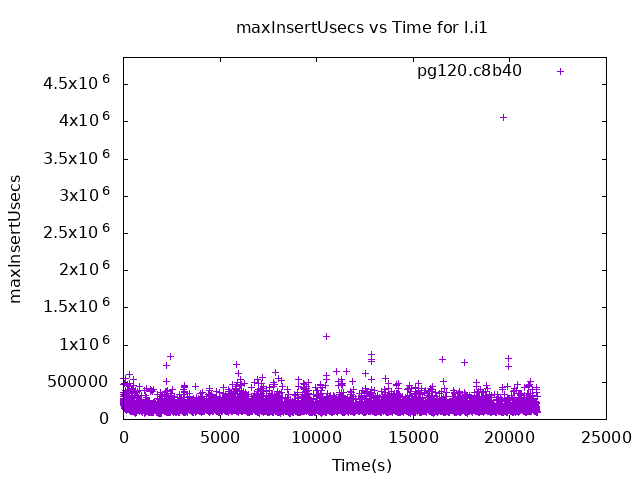 maxInsertUsecs vs Time for l.i1
pg120.c8b40
4.5x10^6
4x10^6
3.5x10^6
3x10^6
2.5x10^6
2x10^6
1.5x10^6
1x10^6
500000
0
maxInsertUsecs
0 5000 10000 15000 20000 25000
Time(s)